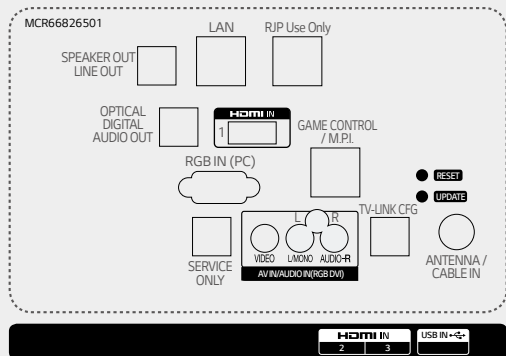 MCR66826501
LAN
RJP Use Only
SPEAKER OUT
LINE OUT
OPTICAL
DIGITAL
AUDIO OUT
HDMI IN
1
GAME CONTROL
/ M.P.I.
RGB IN (PC)
RESET
UPDATE
SERVICE
ONLY
L R
VIDEO L/MONO AUDIO-R
AV IN/AUDIO IN(RGB DVI)
TV-LINK CFG
ANTENNA /
CABLE IN
HDMI IN
2 3
USB IN